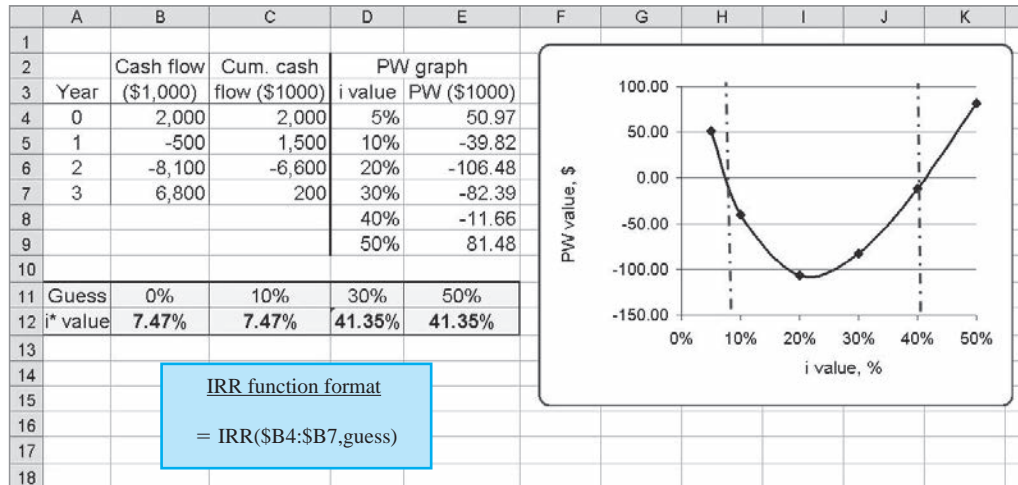 A B C D E F G H I J K
1
2 Cash flow Cum. cash PW graph
3 Year ($1,000) flow ($1000) i value PW ($1000)
4 0 2,000 2,000 5% 50.97
5 1 -500 1,500 10% -39.82
6 2 -8,100 -6,600 20% -106.48
7 3 6,800 200 30% -82.39
8 40% -11.66
9 50% 81.48
10
11 Guess 0% 10% 30% 50%
12 i* value 7.47% 7.47% 41.35% 41.35%
13
14
15
16
17
18
IRR function format
= IRR($B4:$B7,guess)
PW value, $
100.00
50.00
0.00
-50.00
-100.00
-150.00
0% 10% 20% 30% 40% 50%
i value, %